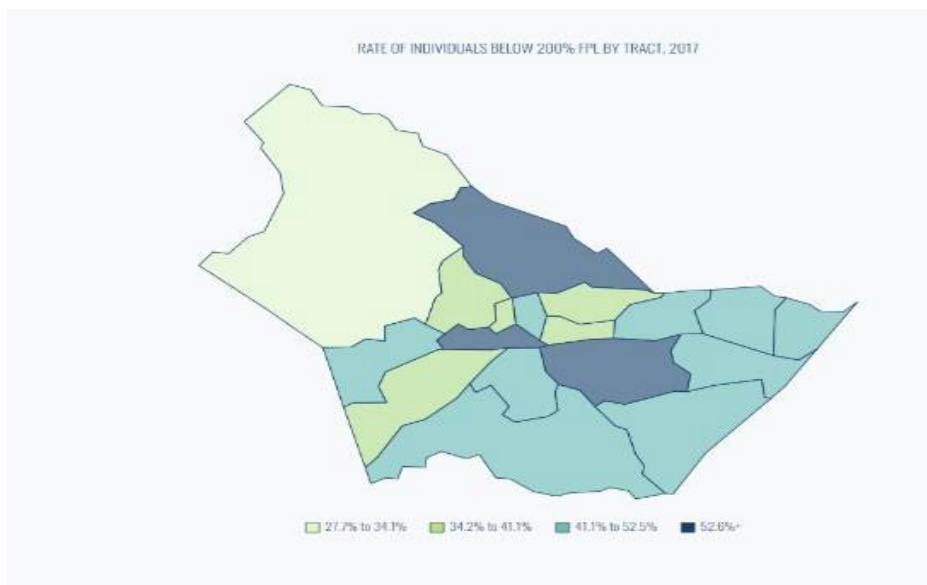 RATE OF INDIVIDUALS BELOW 200% FPL BY TRACT, 2017
27.7% to 34.1% 34.2% to 41.1% 41.1% to 52.5% 52.6%+